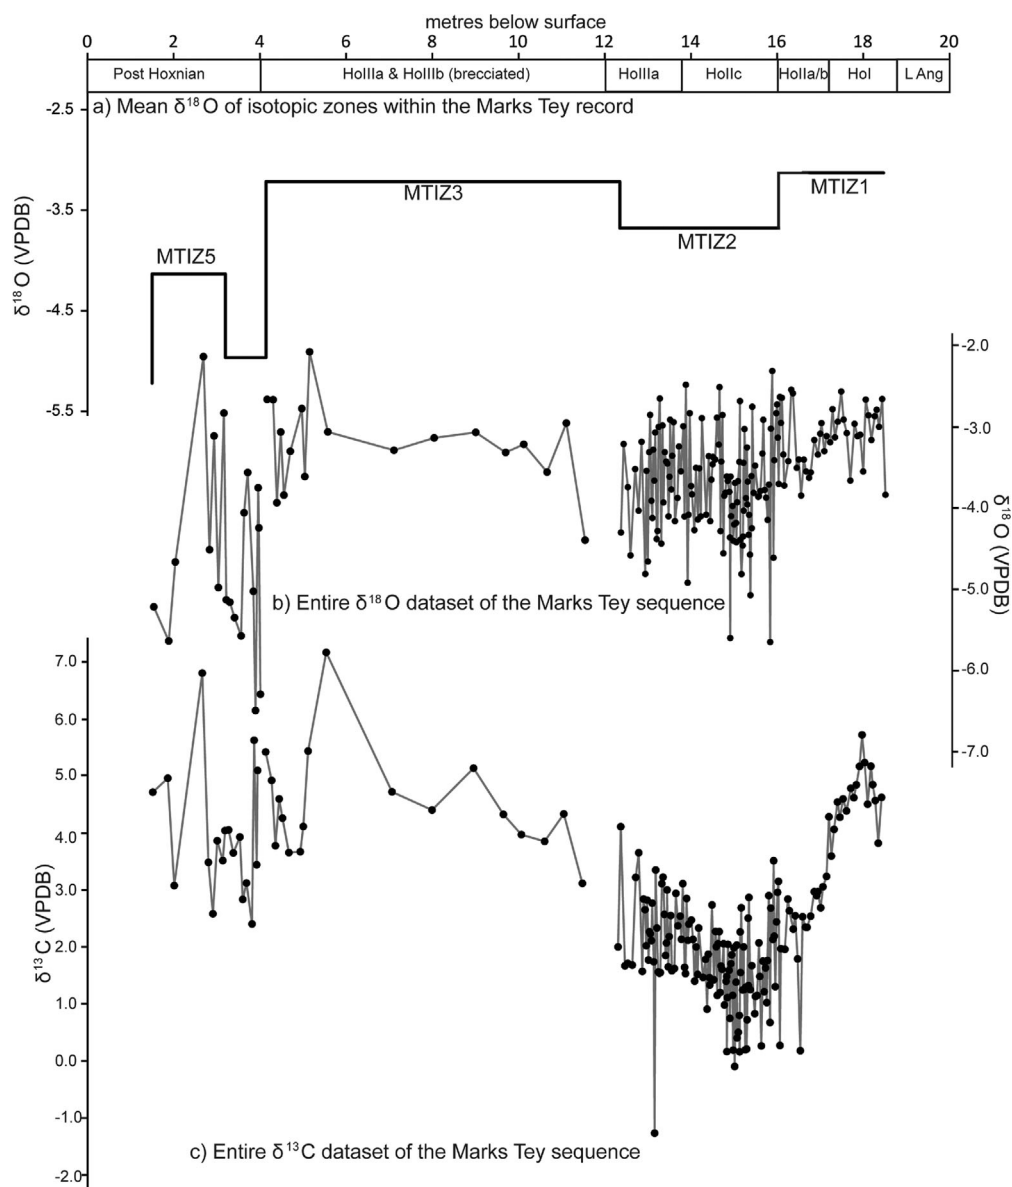 metres below surface
0 2 4 6 8 10 12 14 16 18 20
Post Hoxnian HoIIIa & HoIIIb (brecciated) HoIIIa HoIIc HoIIa/b HoI L Ang
a) Mean δ¹⁸O of isotopic zones within the Marks Tey record
-2.5
-3.5
-4.5
-5.5
δ¹⁸O (VPDB)
MTIZ5
MTIZ3
MTIZ2
MTIZ1
-2.0
-3.0
-4.0
-5.0
-6.0
-7.0
δ¹⁸O (VPDB)
b) Entire δ¹⁸O dataset of the Marks Tey sequence
7.0
6.0
5.0
4.0
3.0
2.0
1.0
0.0
-1.0
-2.0
δ¹³C (VPDB)
c) Entire δ¹³C dataset of the Marks Tey sequence